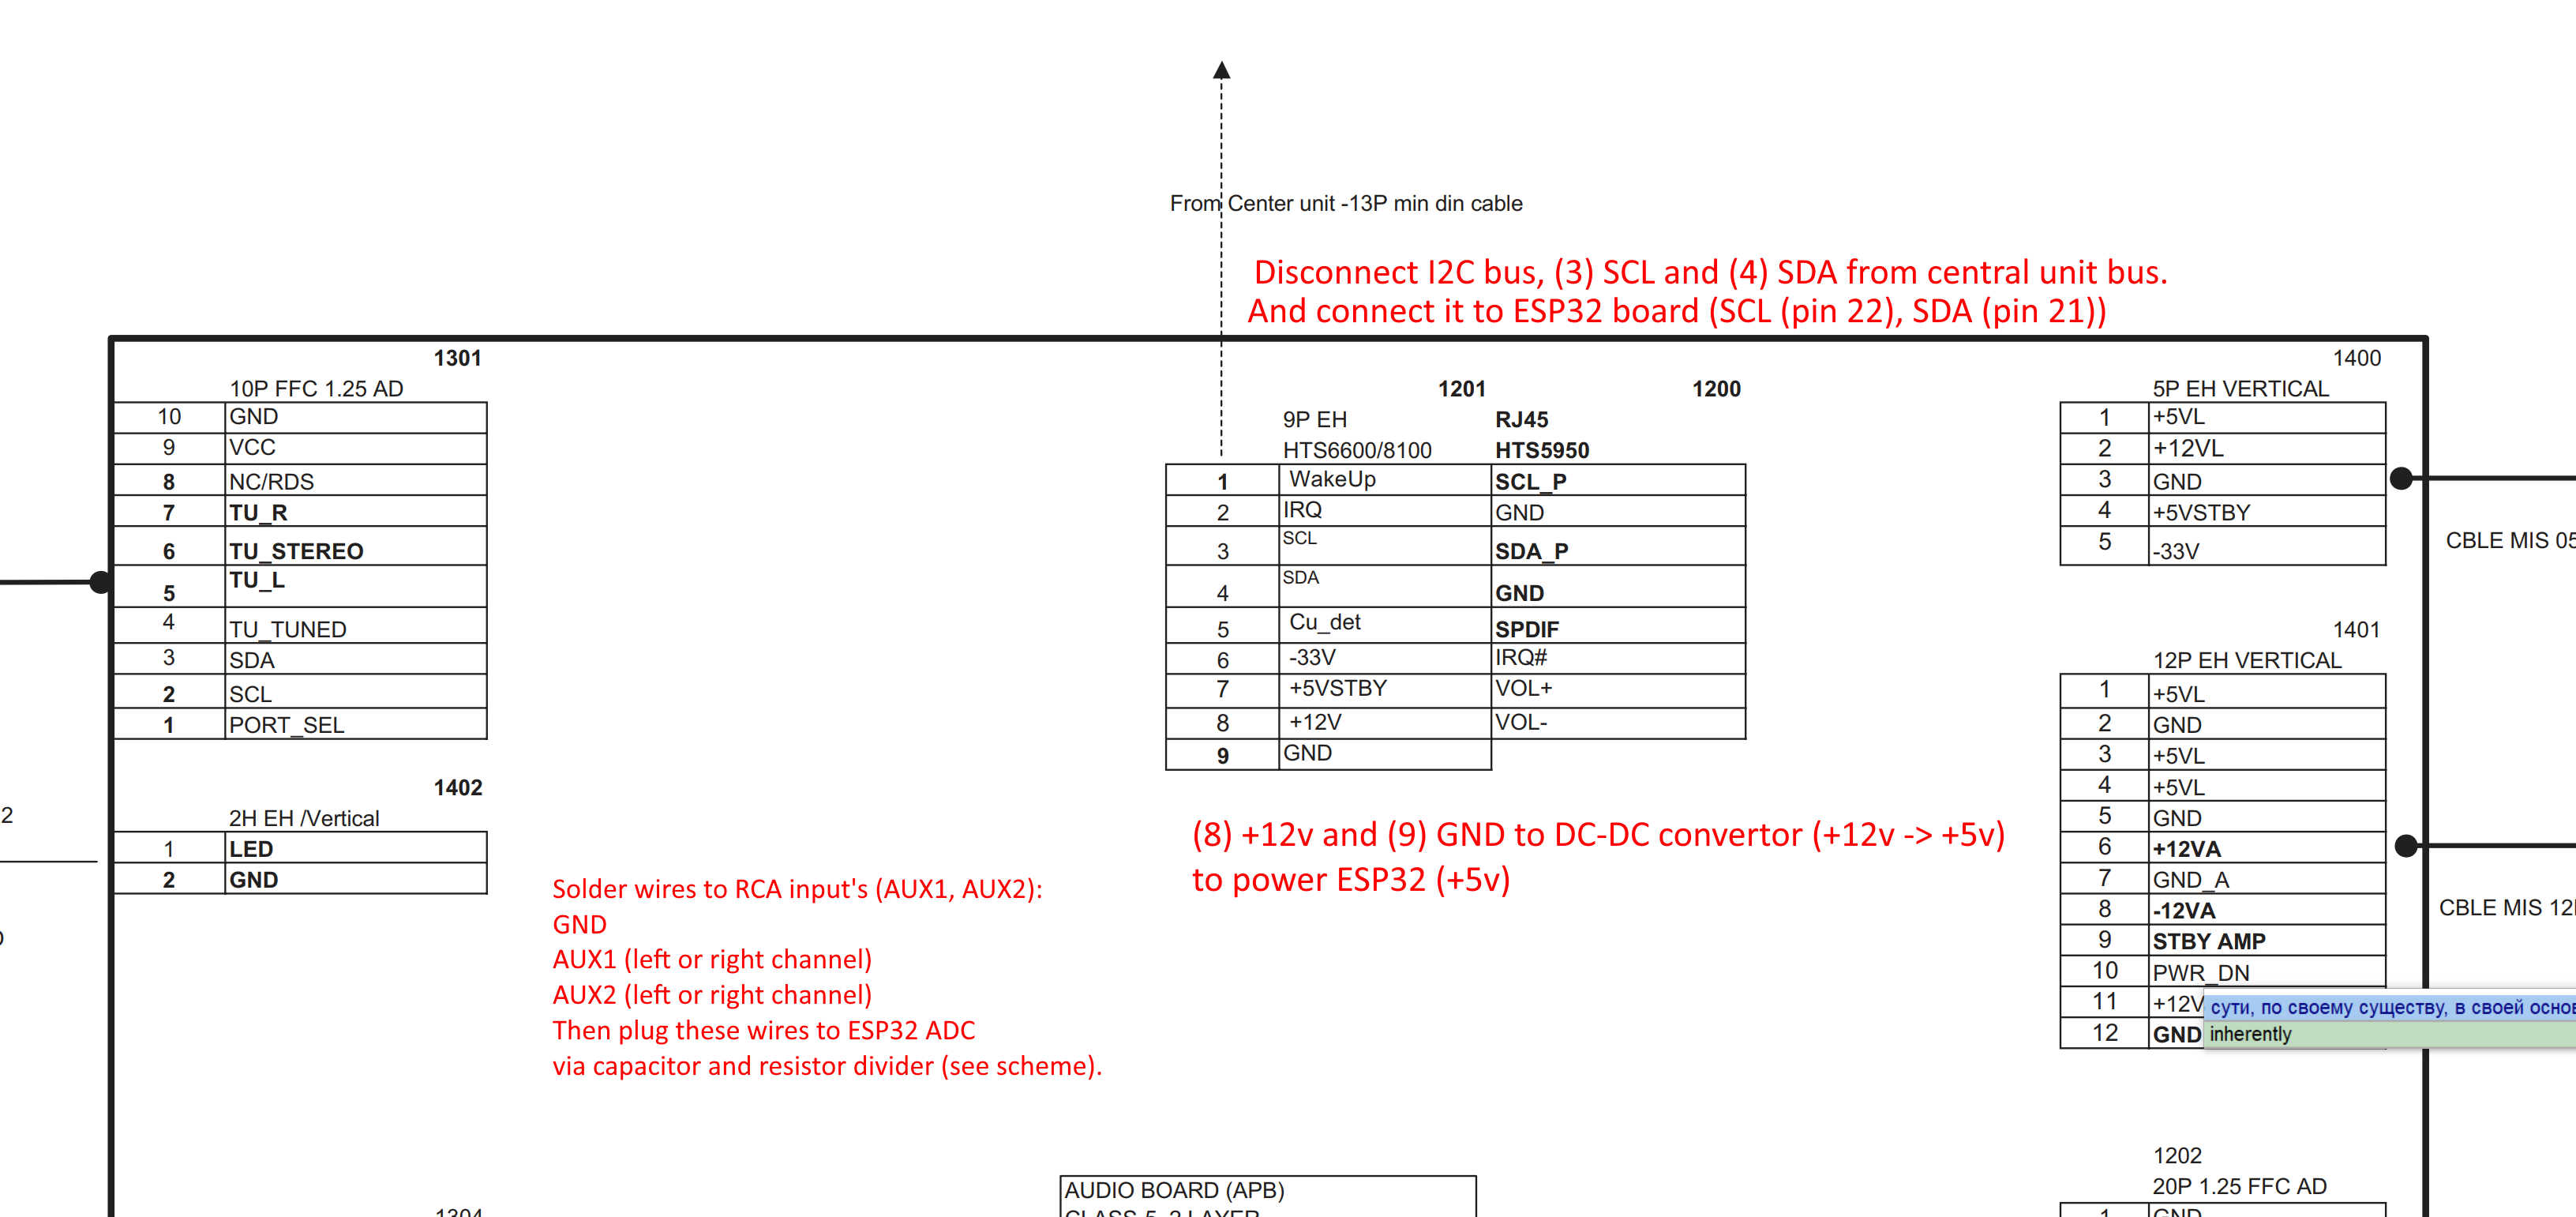 From Center unit -13P min din cable
Disconnect I2C bus, (3) SCL and (4) SDA from central unit bus.
And connect it to ESP32 board (SCL (pin 22), SDA (pin 21))
1301
10P FFC 1.25 AD
10 GND
9 VCC
8 NC/RDS
7 TU_R
6 TU_STEREO
5 TU_L
4 TU_TUNED
3 SDA
2 SCL
1 PORT_SEL
1402
2H EH /Vertical
1 LED
2 GND
2
Solder wires to RCA input's (AUX1, AUX2):
GND
AUX1 (left or right channel)
AUX2 (left or right channel)
Then plug these wires to ESP32 ADC
via capacitor and resistor divider (see scheme).
1304
1201 1200
9P EH RJ45
HTS6600/8100 HTS5950
1 WakeUp SCL_P
2 IRQ GND
3 SCL SDA_P
4 SDA GND
5 Cu_det SPDIF
6 -33V IRQ#
7 +5VSTBY VOL+
8 +12V VOL-
9 GND
(8) +12v and (9) GND to DC-DC convertor (+12v -> +5v)
to power ESP32 (+5v)
AUDIO BOARD (APB)
CLASS 5, 2 LAYER
1400
5P EH VERTICAL
1 +5VL
2 +12VL
3 GND
4 +5VSTBY
5 -33V
CBLE MIS 05
1401
12P EH VERTICAL
1 +5VL
2 GND
3 +5VL
4 +5VL
5 GND
6 +12VA
7 GND_A
8 -12VA
9 STBY AMP
10 PWR_DN
11 +12V
12 GND
CBLE MIS 12
сути, по своему существу, в своей основ
inherently
1202
20P 1.25 FFC AD
1 GND